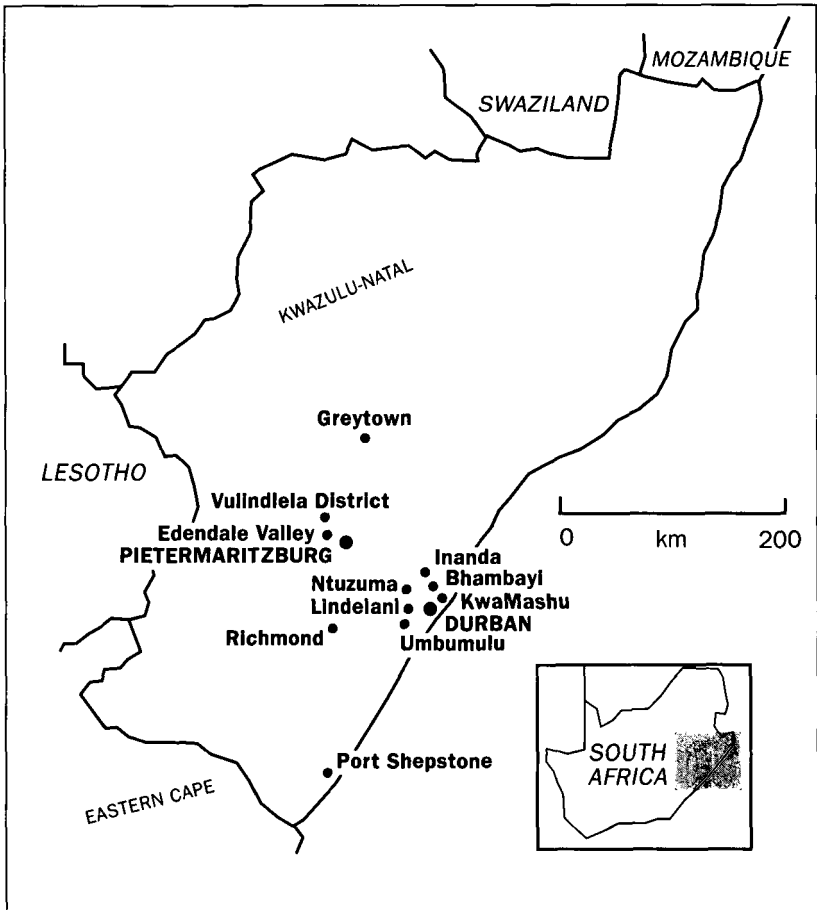 MOZAMBIQUE
SWAZILAND
KWAZULU-NATAL
Greytown
LESOTHO
Vulindlela District
Edendale Valley
PIETERMARITZBURG
0 km 200
Inanda
Bhambayi
Ntuzuma
KwaMashu
Lindelani
DURBAN
Richmond
Umbumulu
Port Shepstone
SOUTH
AFRICA
EASTERN CAPE